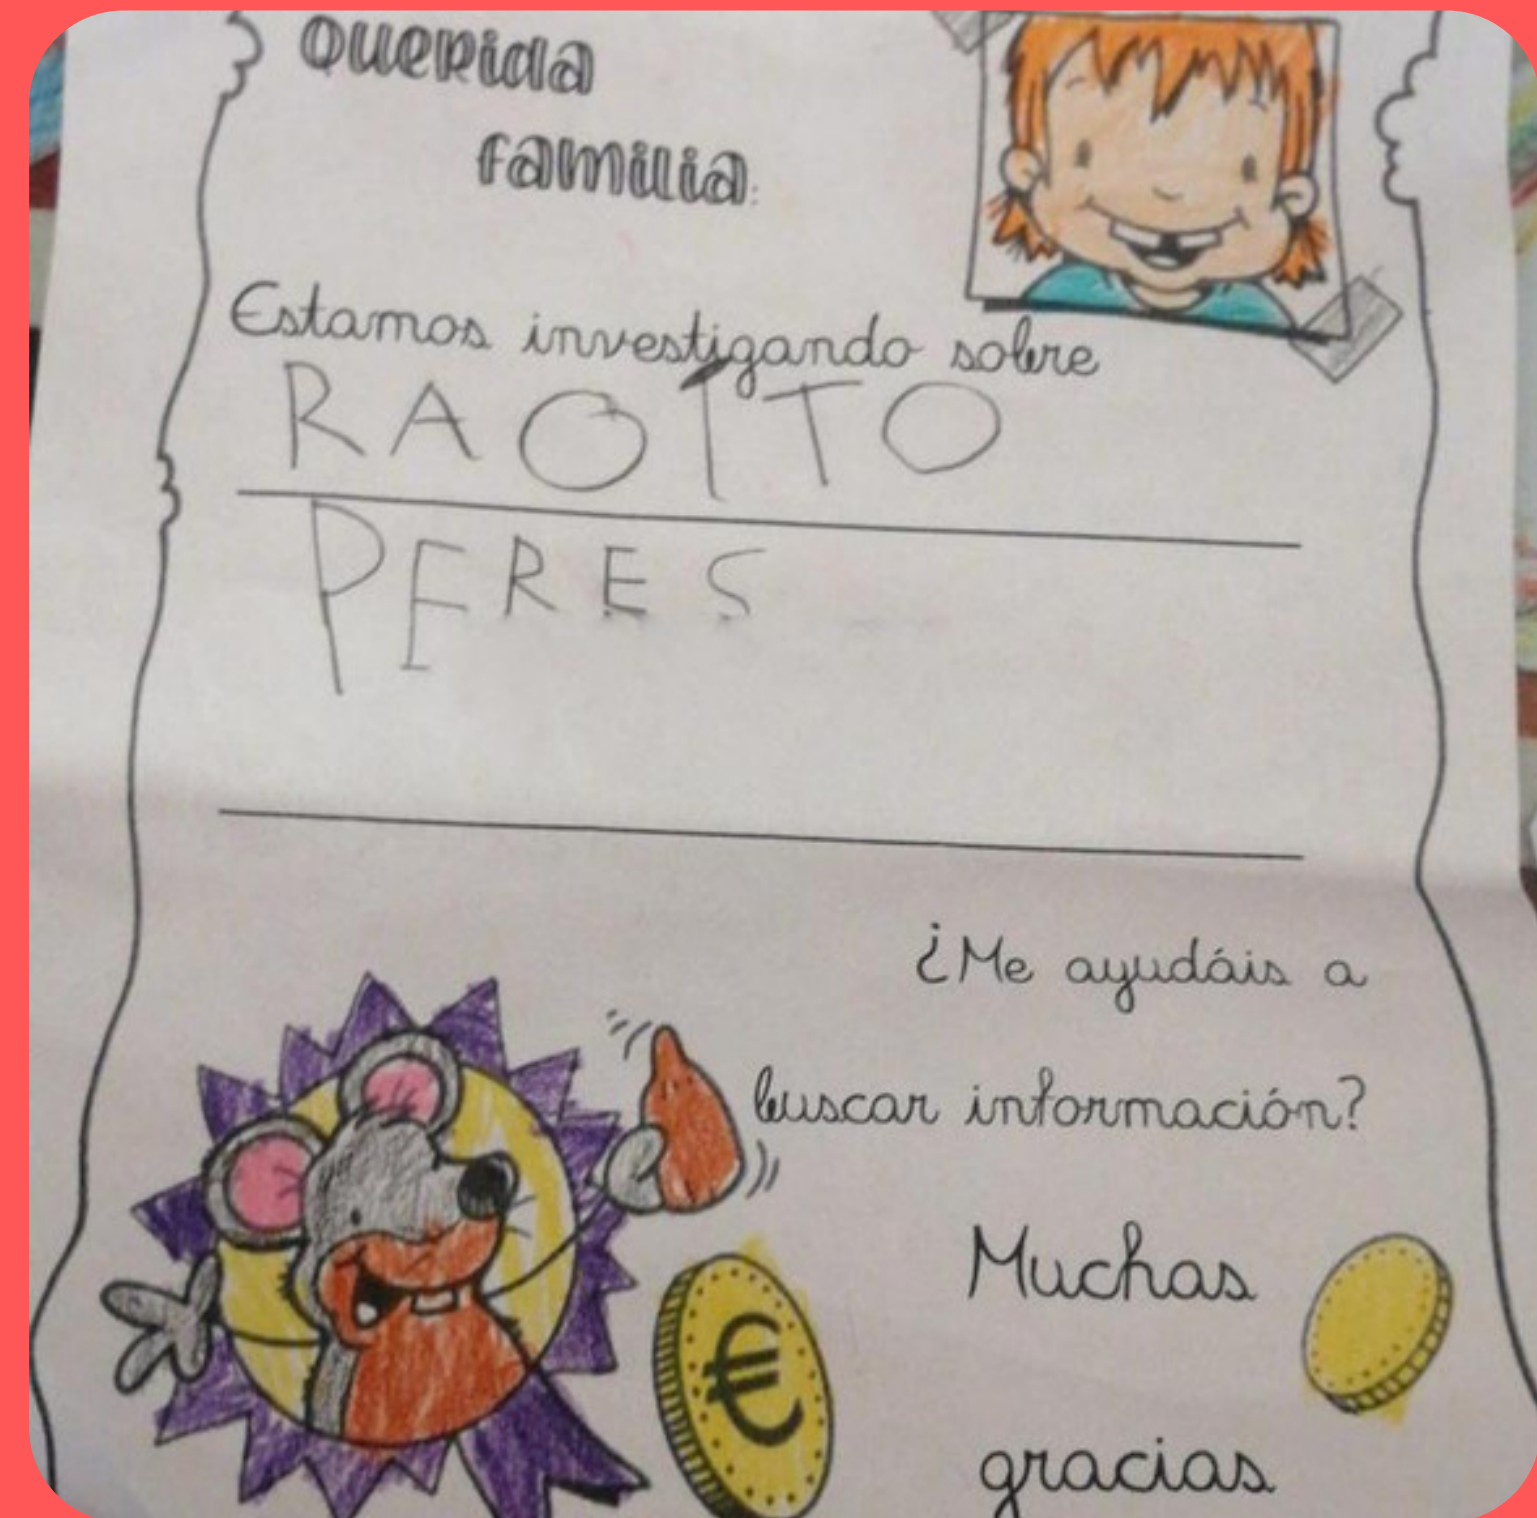 Querida
familia:
Estamos investigando sobre
RAOITO
PERES
¿Me ayudáis a
buscar información?
Muchas
€
gracias